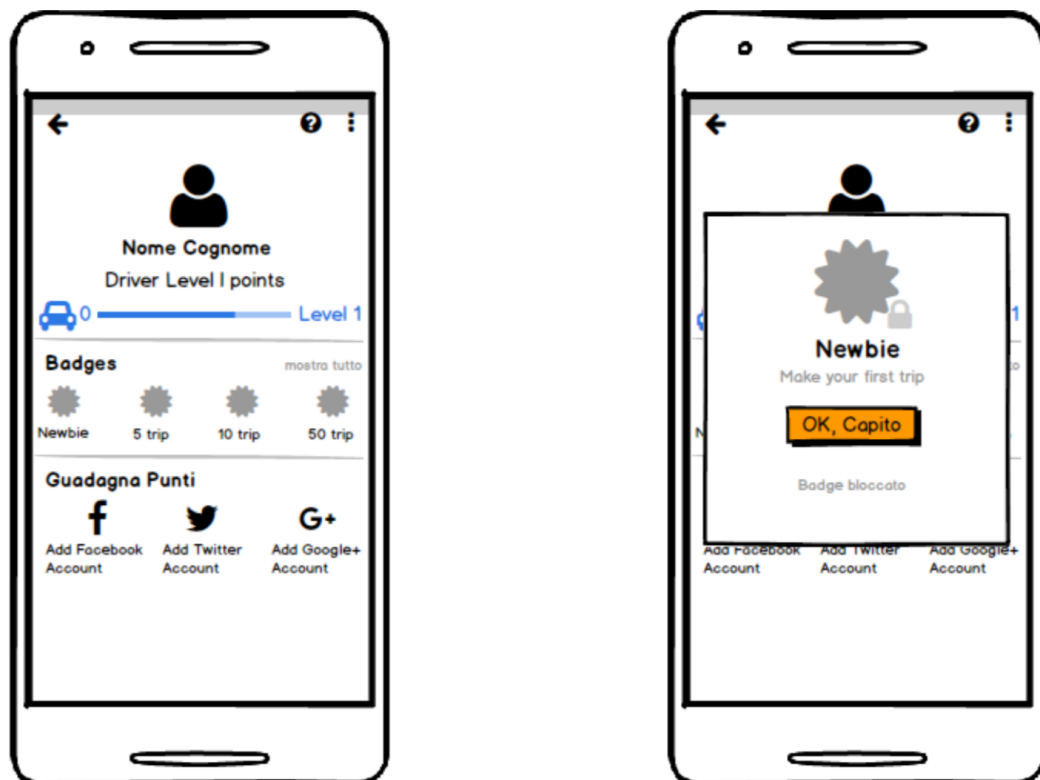 Nome Cognome
Driver Level I points
0 Level 1
Badges mostra tutto
Newbie 5 trip 10 trip 50 trip
Guadagna Punti
G+
Add Facebook Account
Add Twitter Account
Add Google+ Account
1
Newbie
Make your first trip
OK, Capito
Badge bloccato
Add Facebook Account
Add Twitter Account
Add Google+ Account